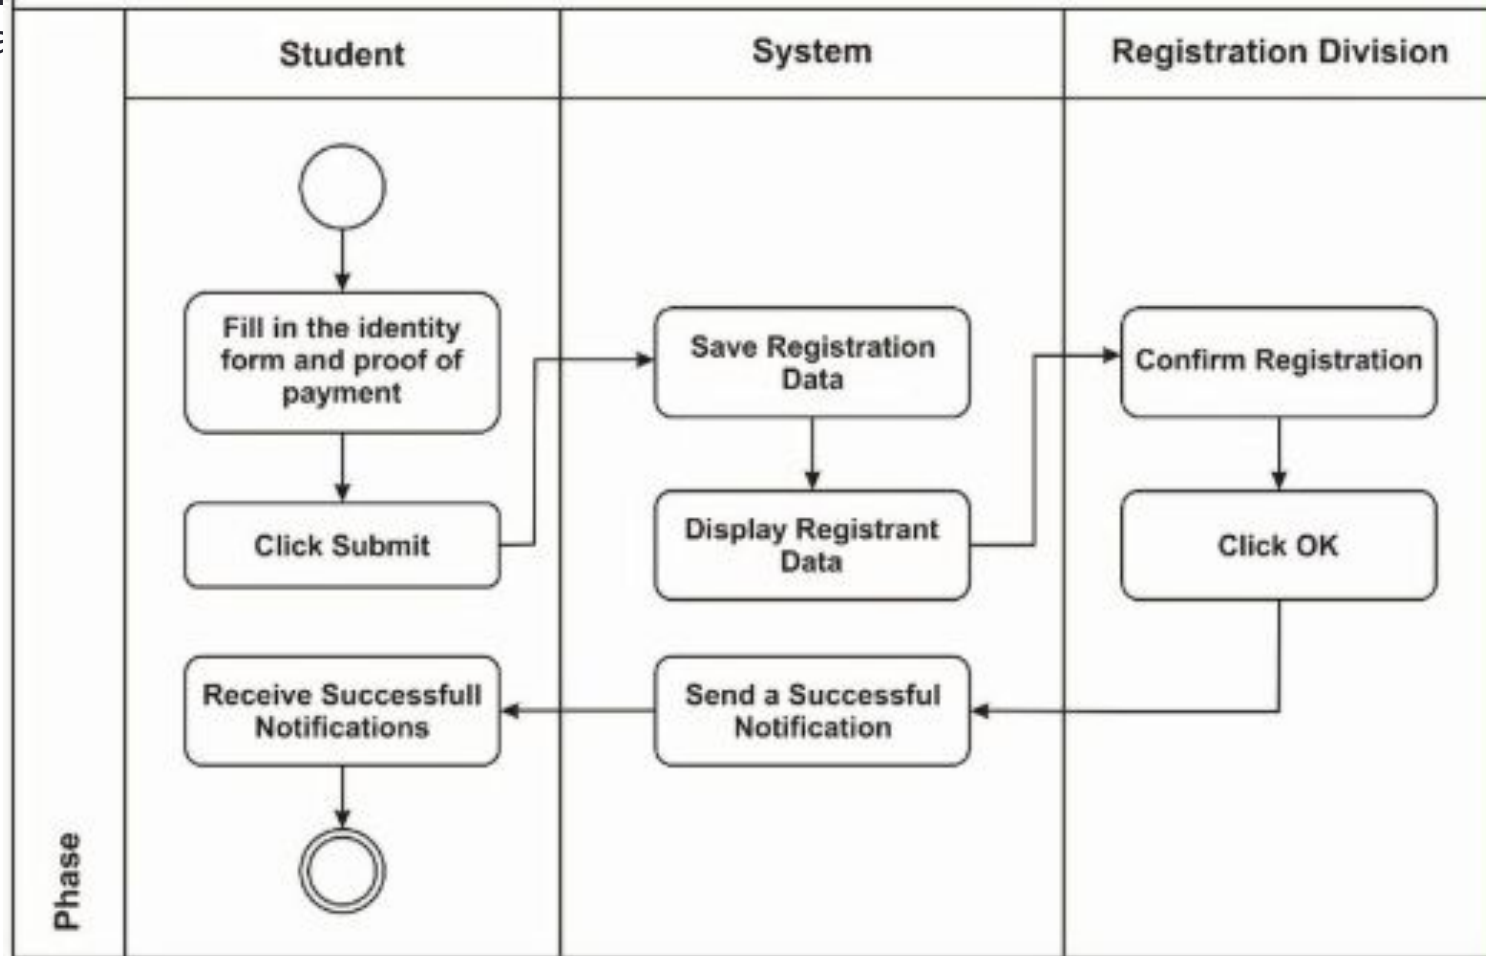 Student
System
Registration Division
Fill in the identity
form and proof of
payment
Save Registration
Data
Confirm Registration
Click Submit
Display Registrant
Data
Click OK
Receive Successfull
Notifications
Send a Successful
Notification
Phase